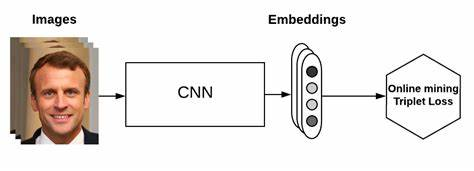 Images
Embeddings
CNN
Online mining
Triplet Loss